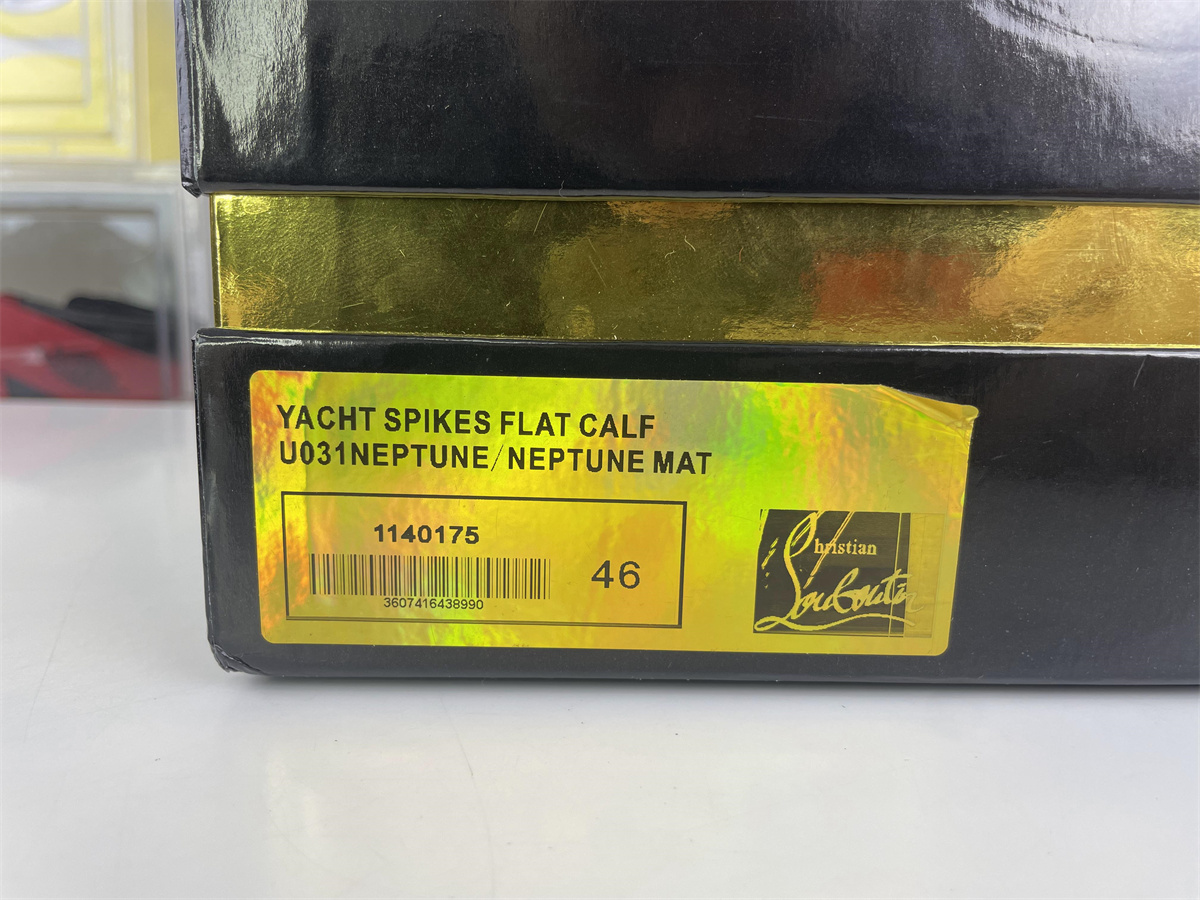 YACHT SPIKES FLAT CALF
U031NEPTUNE/NEPTUNE MAT
1140175
3607416438990
46
Christian
Louboutin